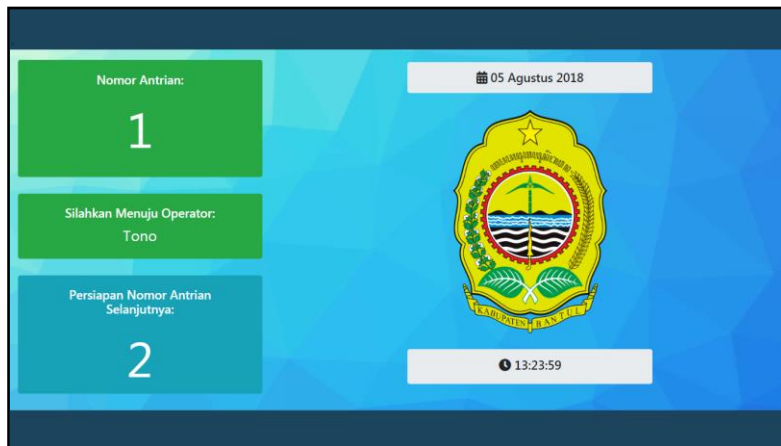 Nomor Antrian:
1
Silahkan Menuju Operator:
Tono
Persiapan Nomor Antrian
Selanjutnya:
2
05 Agustus 2018
KABUPATEN BANTUL
13:23:59